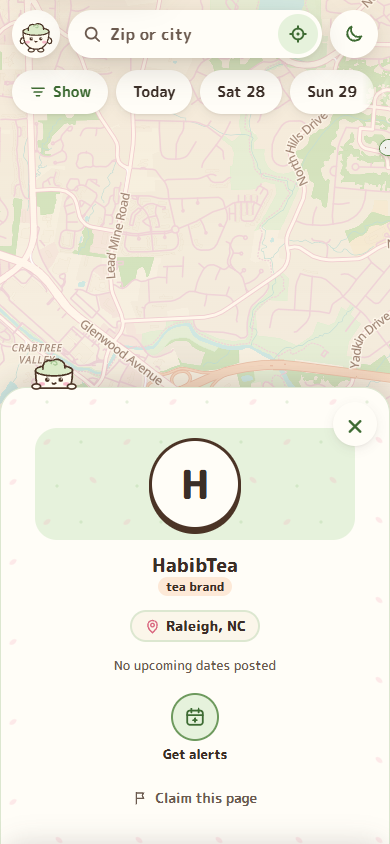 Zip or city
Show
Today
Sat 28
Sun 29
North Hills Drive
Lead Mine Road
Glenwood Avenue
Yadkin Drive
CRABTREE
VALLEY
H
HabibTea
tea brand
Raleigh, NC
No upcoming dates posted
Get alerts
Claim this page